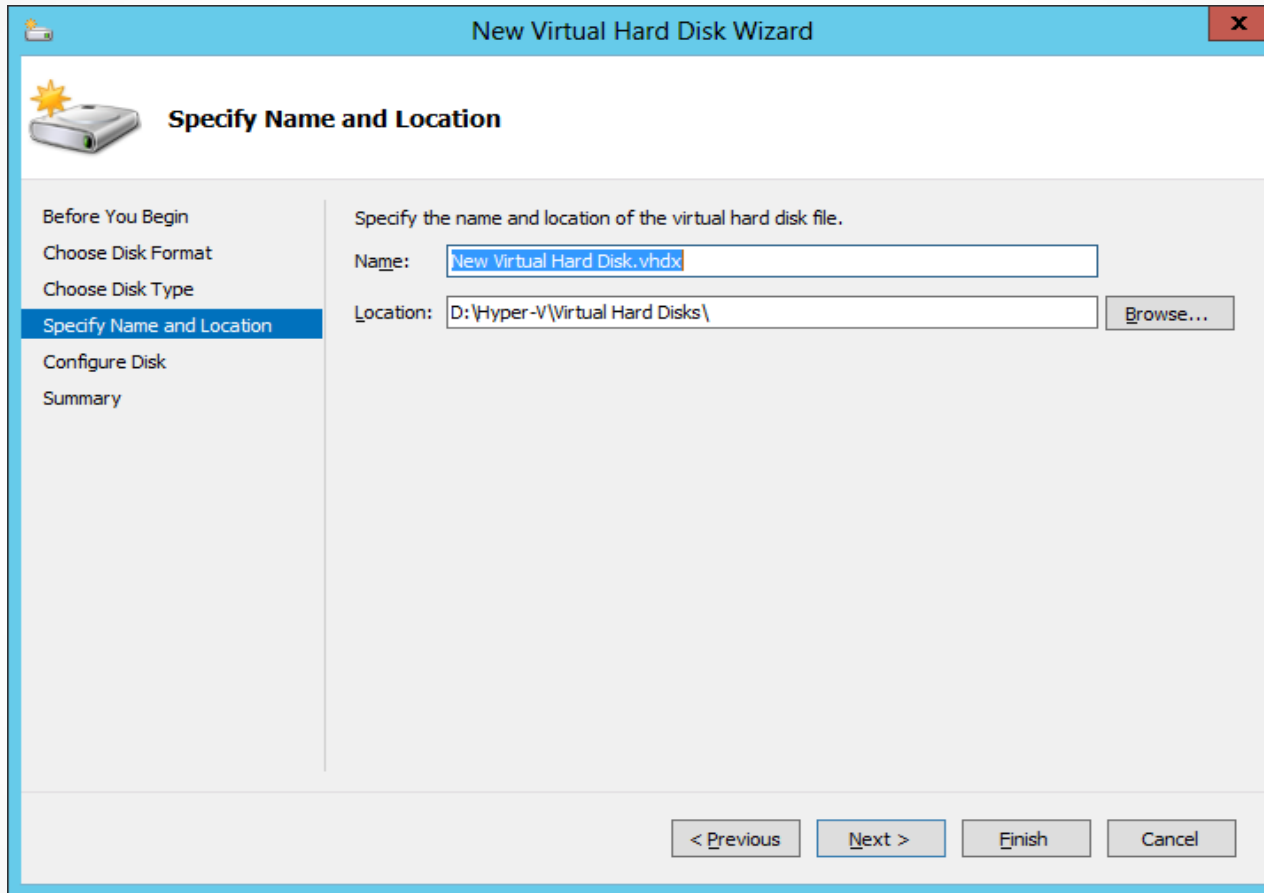 New Virtual Hard Disk Wizard
x
Specify Name and Location
Before You Begin
Choose Disk Format
Choose Disk Type
Specify Name and Location
Configure Disk
Summary
Specify the name and location of the virtual hard disk file.
Name: New Virtual Hard Disk.vhdx
Location: D:\Hyper-V\Virtual Hard Disks\ Browse...
< Previous Next > Finish Cancel